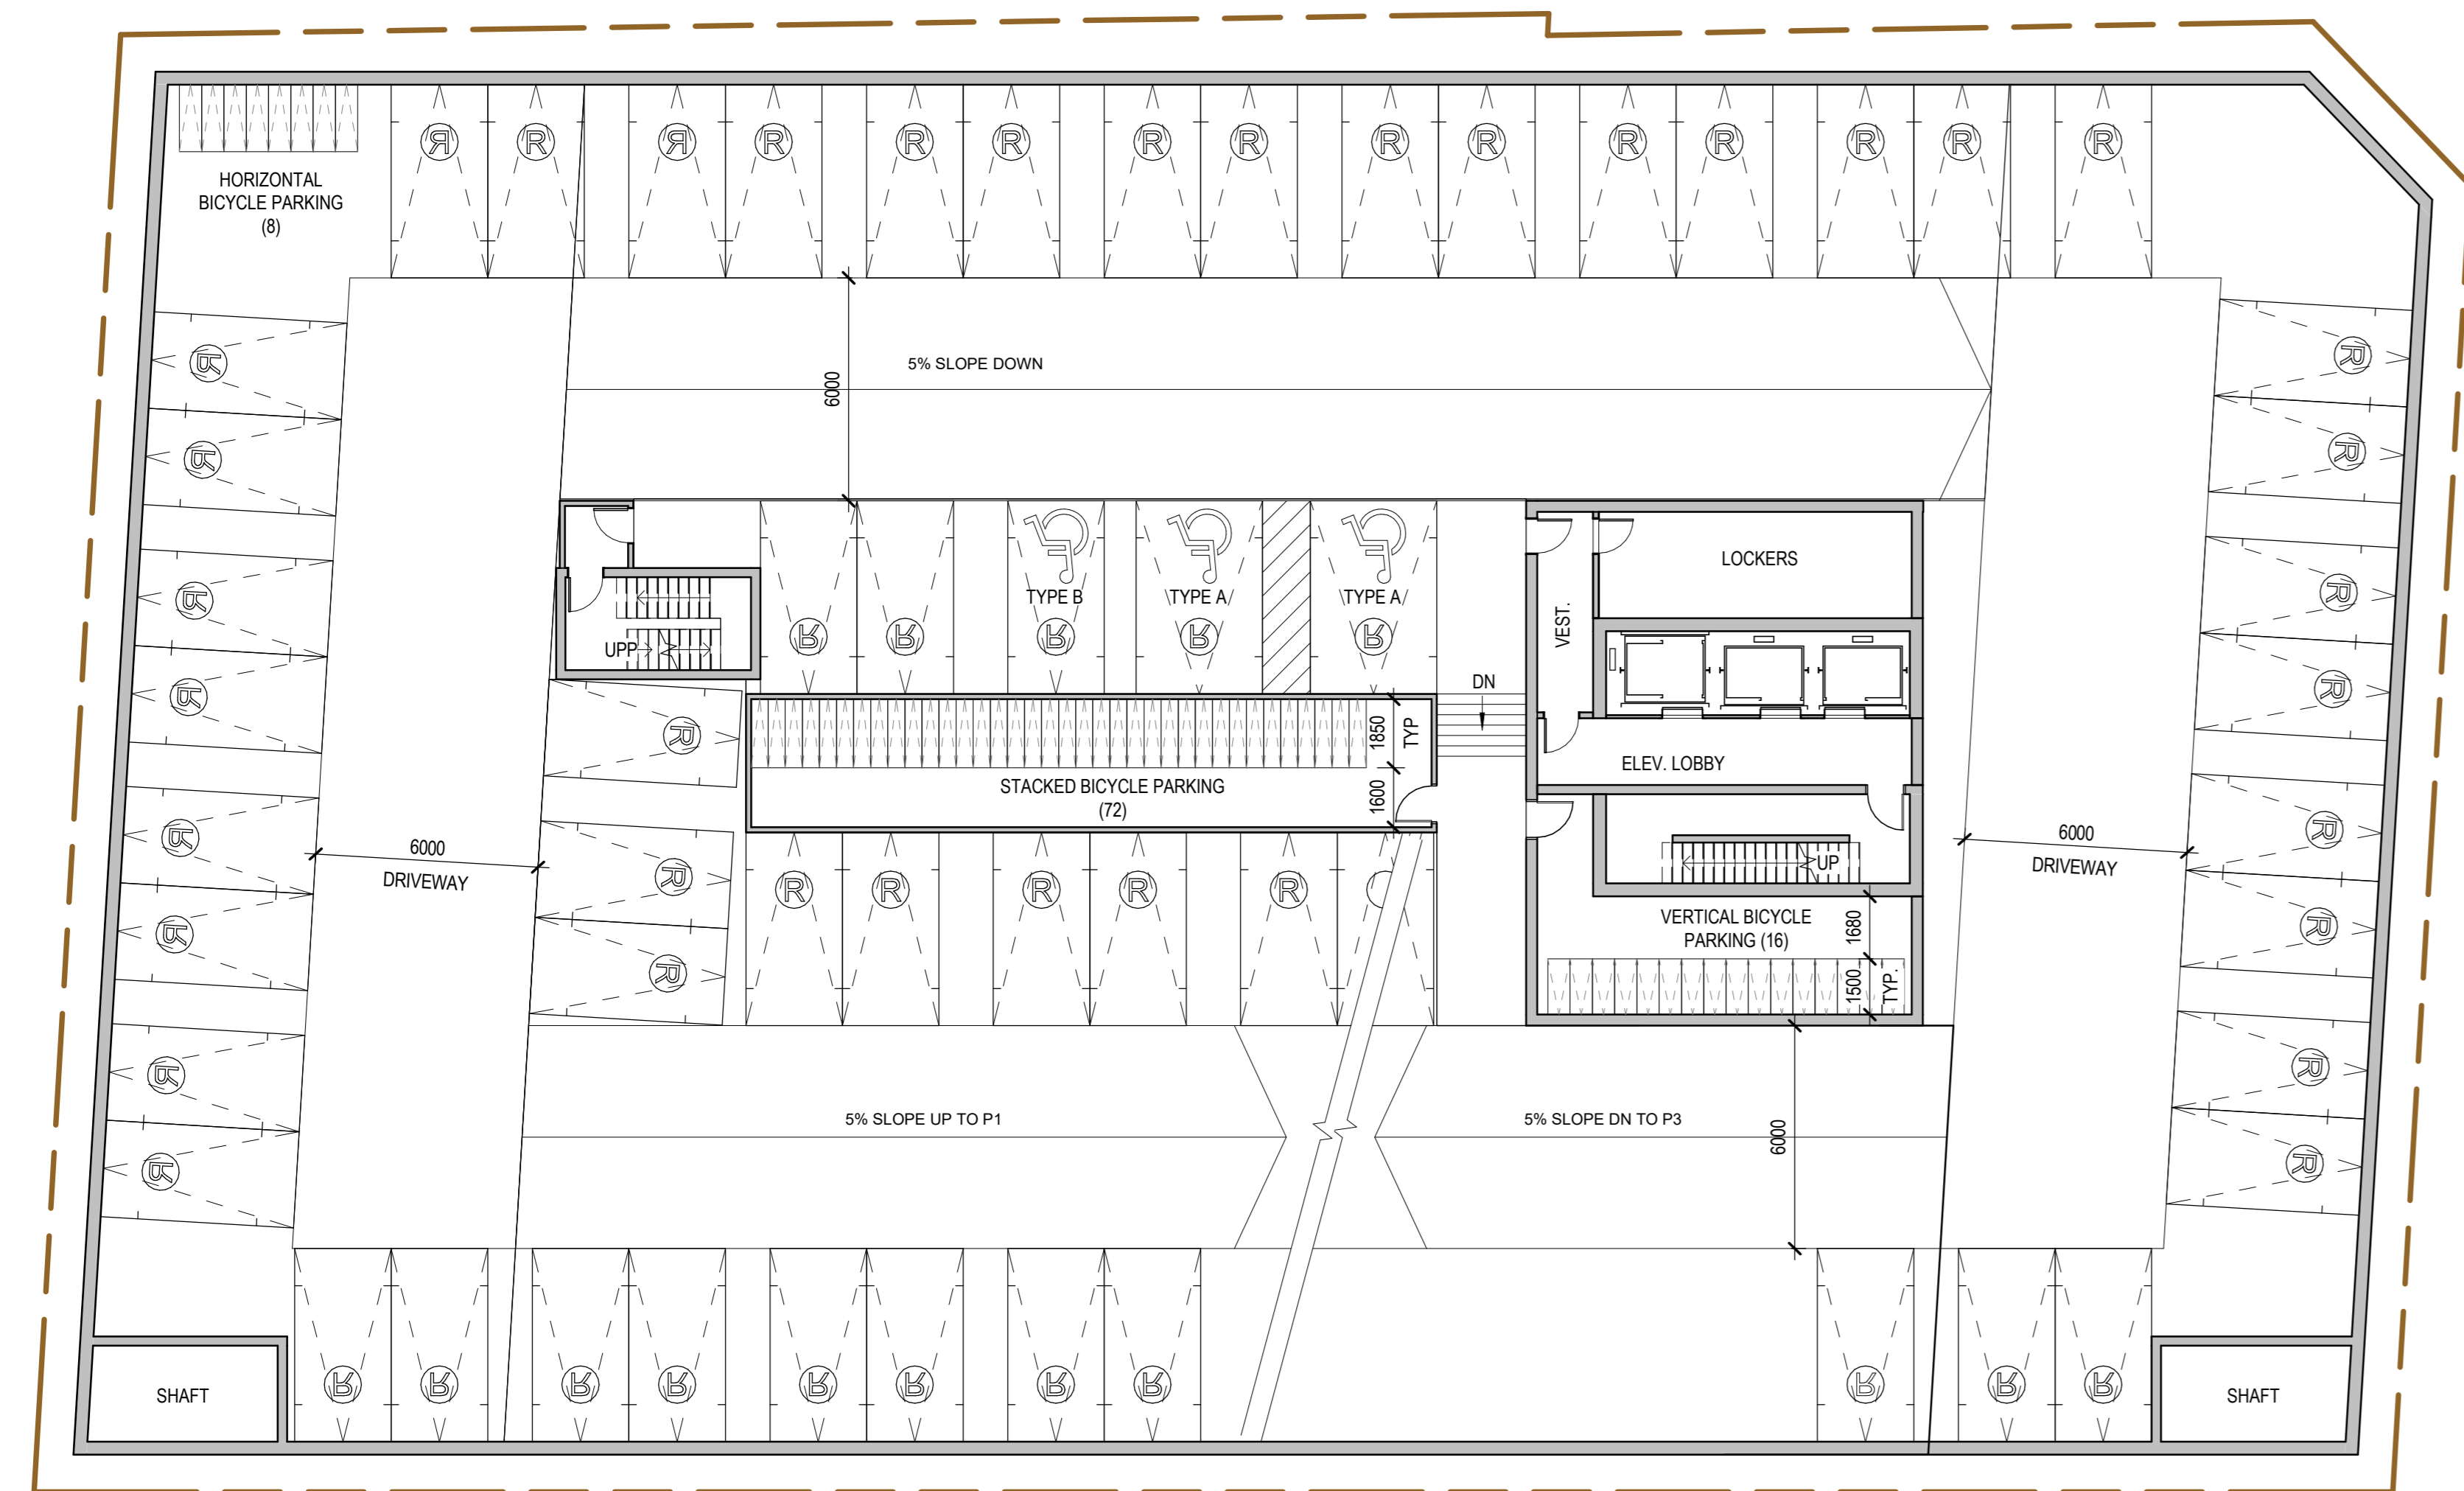 R R R R R R R R R R R R R R R
HORIZONTAL
BICYCLE PARKING
(8)
R
R
R
R
R
R
R
R
5% SLOPE DOWN
6000
R
R
R
R
R
R
R
R
TYPE B
TYPE A
TYPE A
R R R R R
UPP
LOCKERS
VEST.
DN
ELEV. LOBBY
1850
TYP
1600
STACKED BICYCLE PARKING
(72)
R
R
R
6000
DRIVEWAY
R R R R R
UP
6000
DRIVEWAY
VERTICAL BICYCLE
PARKING (16)
1680
1500
TYP.
5% SLOPE UP TO P1
5% SLOPE DN TO P3
6000
SHAFT
R R R R R R R R
R R R
SHAFT